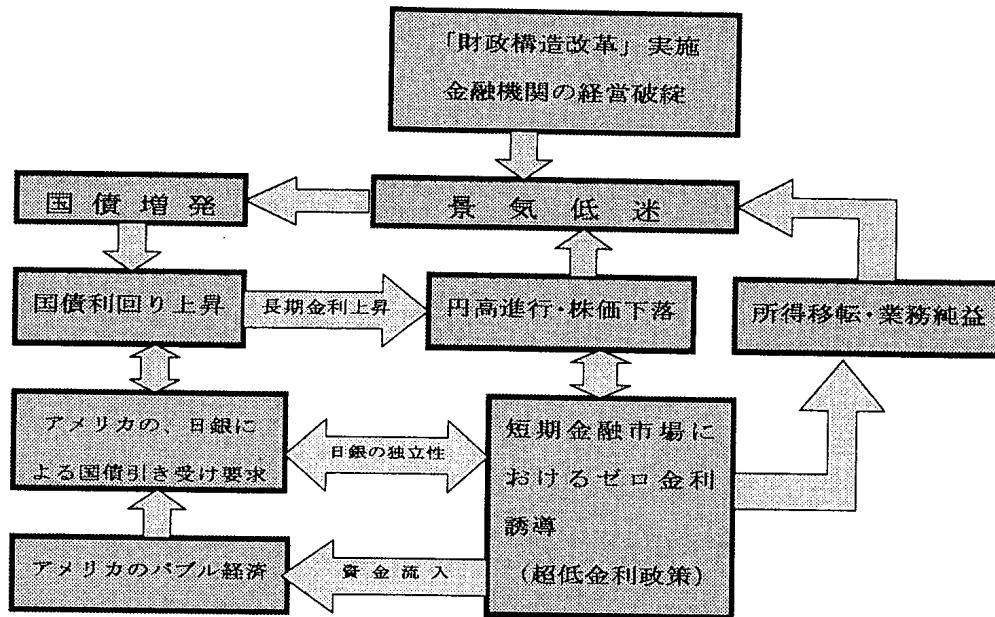 「財政構造改革」実施
金融機関の経営破綻
国債増発
景気低迷
国債利回り上昇
長期金利上昇
円高進行・株価下落
所得移転・業務純益
アメリカの、日銀に
よる国債引き受け要求
日銀の独立性
短期金融市場に
おけるゼロ金利
誘導
（超低金利政策）
アメリカのバブル経済
資金流入